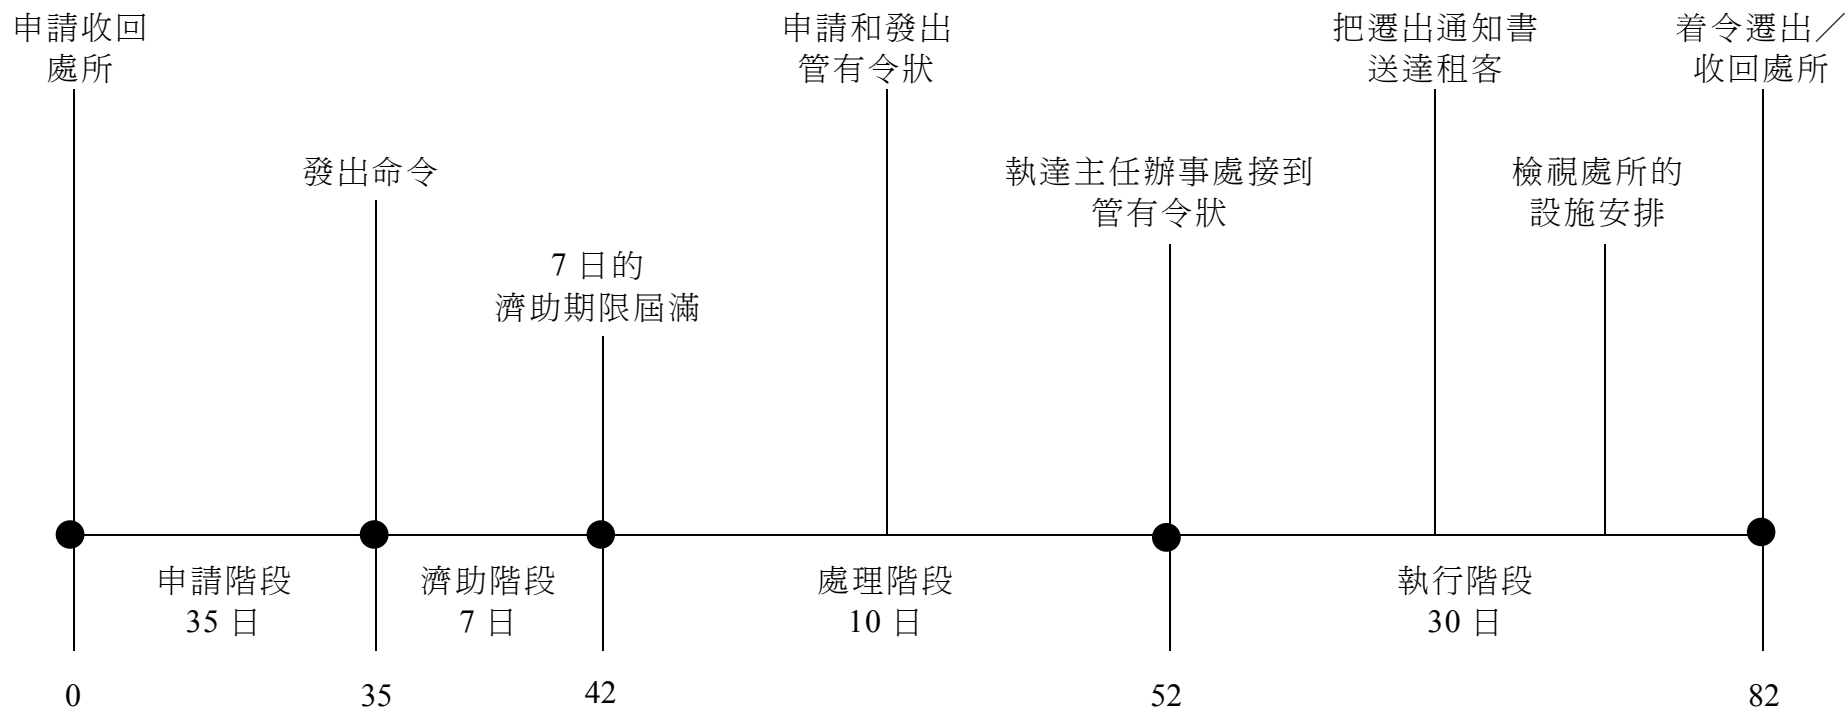 申請收回
處所
發出命令
7 日的
濟助期限屆滿
申請和發出
管有令狀
執達主任辦事處接到
管有令狀
把遷出通知書
送達租客
檢視處所的
設施安排
着令遷出／
收回處所
申請階段
35 日
濟助階段
7 日
處理階段
10 日
執行階段
30 日
0
35
42
52
82